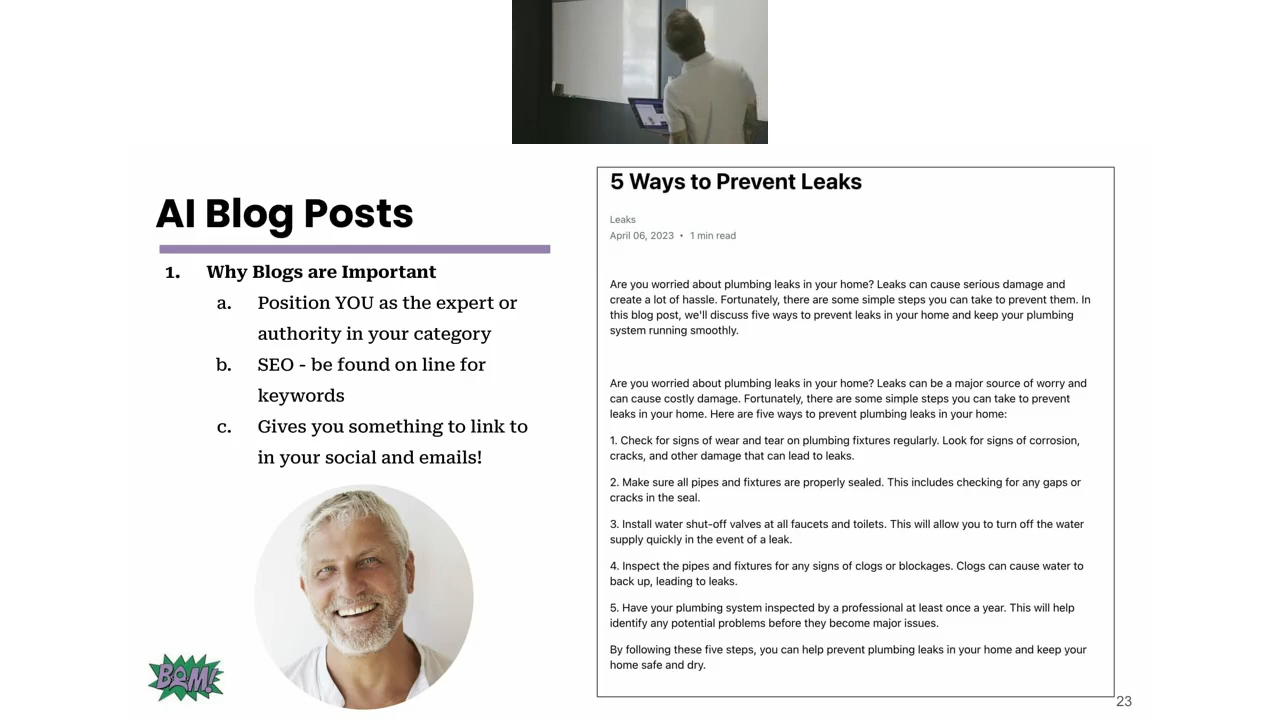 AI Blog Posts
1. Why Blogs are Important
a. Position YOU as the expert or
authority in your category
b. SEO - be found on line for
keywords
c. Gives you something to link to
in your social and emails!
BAM!
5 Ways to Prevent Leaks
Leaks
April 06, 2023 • 1 min read
Are you worried about plumbing leaks in your home? Leaks can cause serious damage and
create a lot of hassle. Fortunately, there are some simple steps you can take to prevent them. In
this blog post, we'll discuss five ways to prevent leaks in your home and keep your plumbing
system running smoothly.
Are you worried about plumbing leaks in your home? Leaks can be a major source of worry and
can cause costly damage. Fortunately, there are some simple steps you can take to prevent
leaks in your home. Here are five ways to prevent plumbing leaks in your home:
1. Check for signs of wear and tear on plumbing fixtures regularly. Look for signs of corrosion,
cracks, and other damage that can lead to leaks.
2. Make sure all pipes and fixtures are properly sealed. This includes checking for any gaps or
cracks in the seal.
3. Install water shut-off valves at all faucets and toilets. This will allow you to turn off the water
supply quickly in the event of a leak.
4. Inspect the pipes and fixtures for any signs of clogs or blockages. Clogs can cause water to
back up, leading to leaks.
5. Have your plumbing system inspected by a professional at least once a year. This will help
identify any potential problems before they become major issues.
By following these five steps, you can help prevent plumbing leaks in your home and keep your
home safe and dry.
23